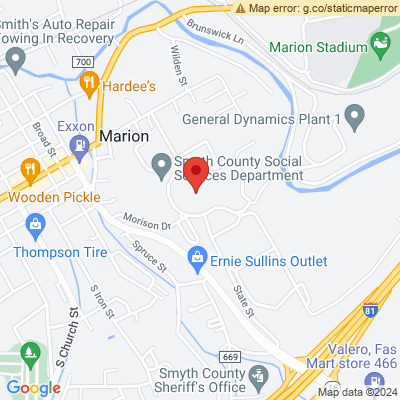 Map error: g.co/staticmaperror
Smith's Auto Repair
Towing In Recovery
Brunswick Ln
Wilden St
Marion Stadium
700
Hardee's
General Dynamics Plant 1
Exxon
Broad St
Marion
Smyth County Social
Services Department
Wooden Pickle
Morison Dr
Thompson Tire
Spruce St
Ernie Sullins Outlet
S Iron St
State St
81
S Church St
669
Valero, Fas
Mart store 466
Smyth County
Sheriff's Office
Google
Map data ©2024